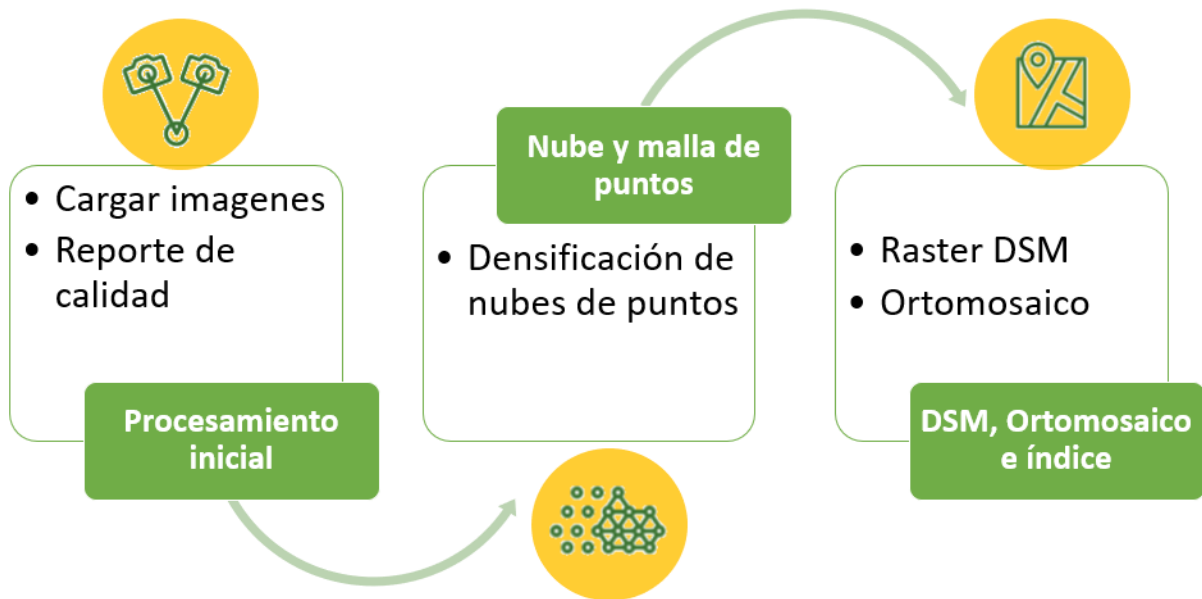 • Cargar imagenes
• Reporte de
calidad
Procesamiento
inicial
Nube y malla de
puntos
• Densificación de
nubes de puntos
• Raster DSM
• Ortomosaico
DSM, Ortomosaico
e índice